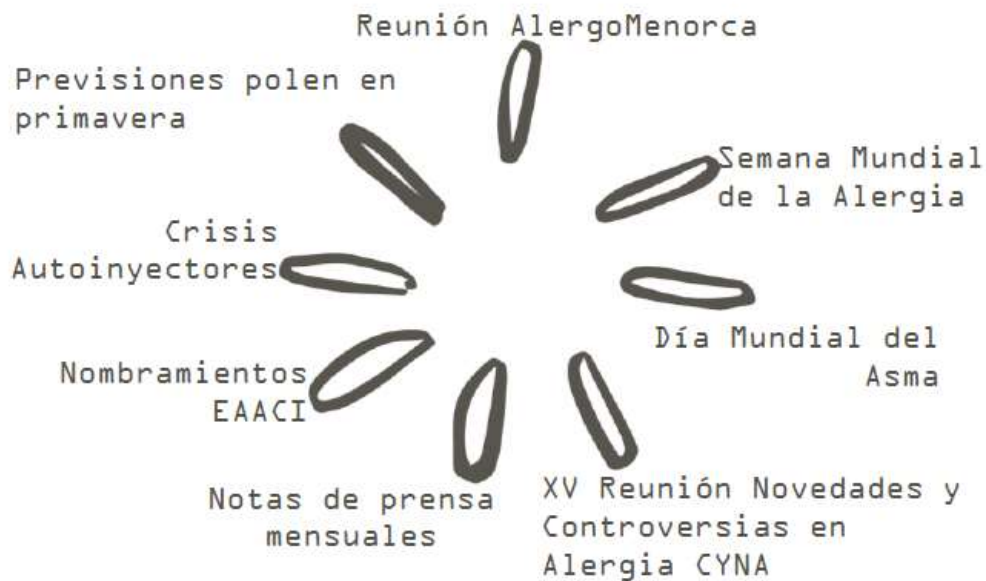 Reunión AlergoMenorca
Previsiones polen en
primavera
Semana Mundial
de la Alergia
Crisis
Autoinyectores
Día Mundial del
Asma
Nombramientos
EAACI
Notas de prensa
mensuales
XV Reunión Novedades y
Controversias en
Alergia CYNA